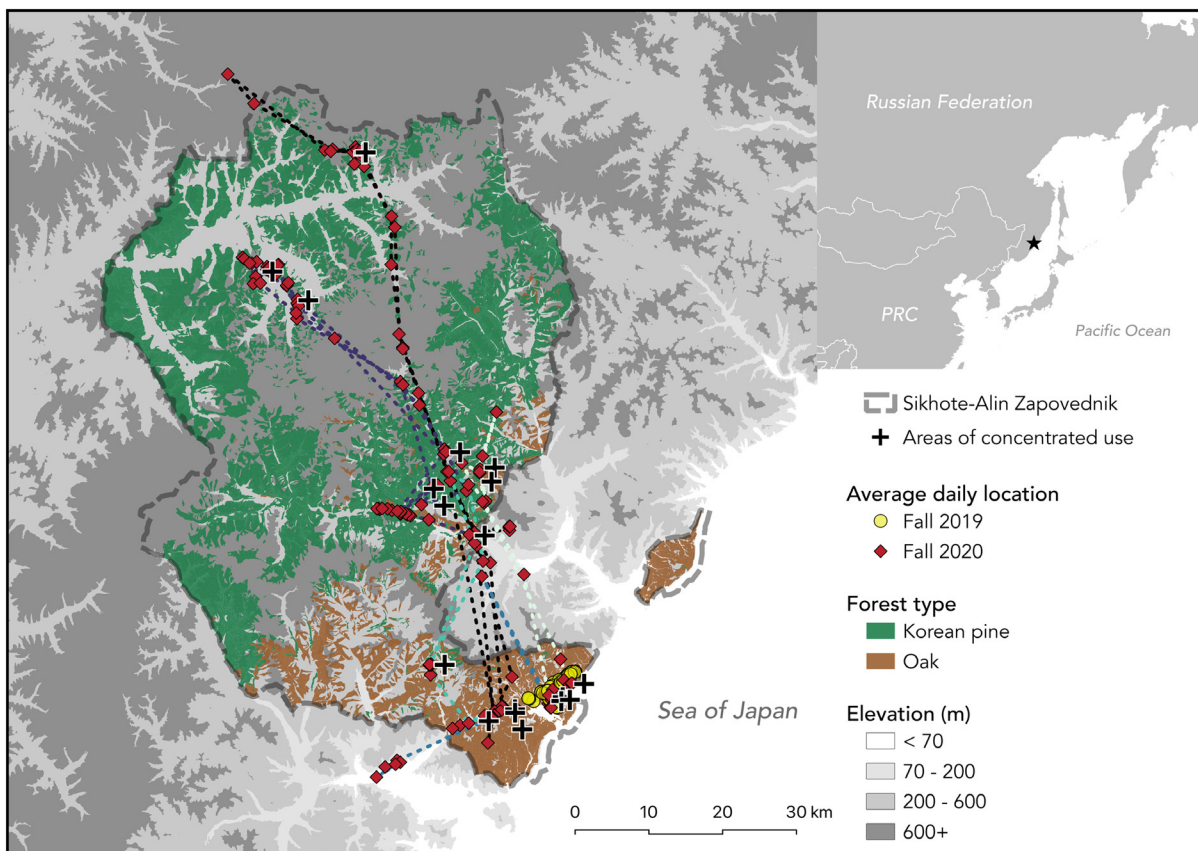 Russian Federation
PRC
Pacific Ocean
Sikhote-Alin Zapovednik
Areas of concentrated use
Average daily location
Fall 2019
Fall 2020
Forest type
Korean pine
Oak
Elevation (m)
< 70
70 - 200
200 - 600
600+
Sea of Japan
0 10 20 30 km